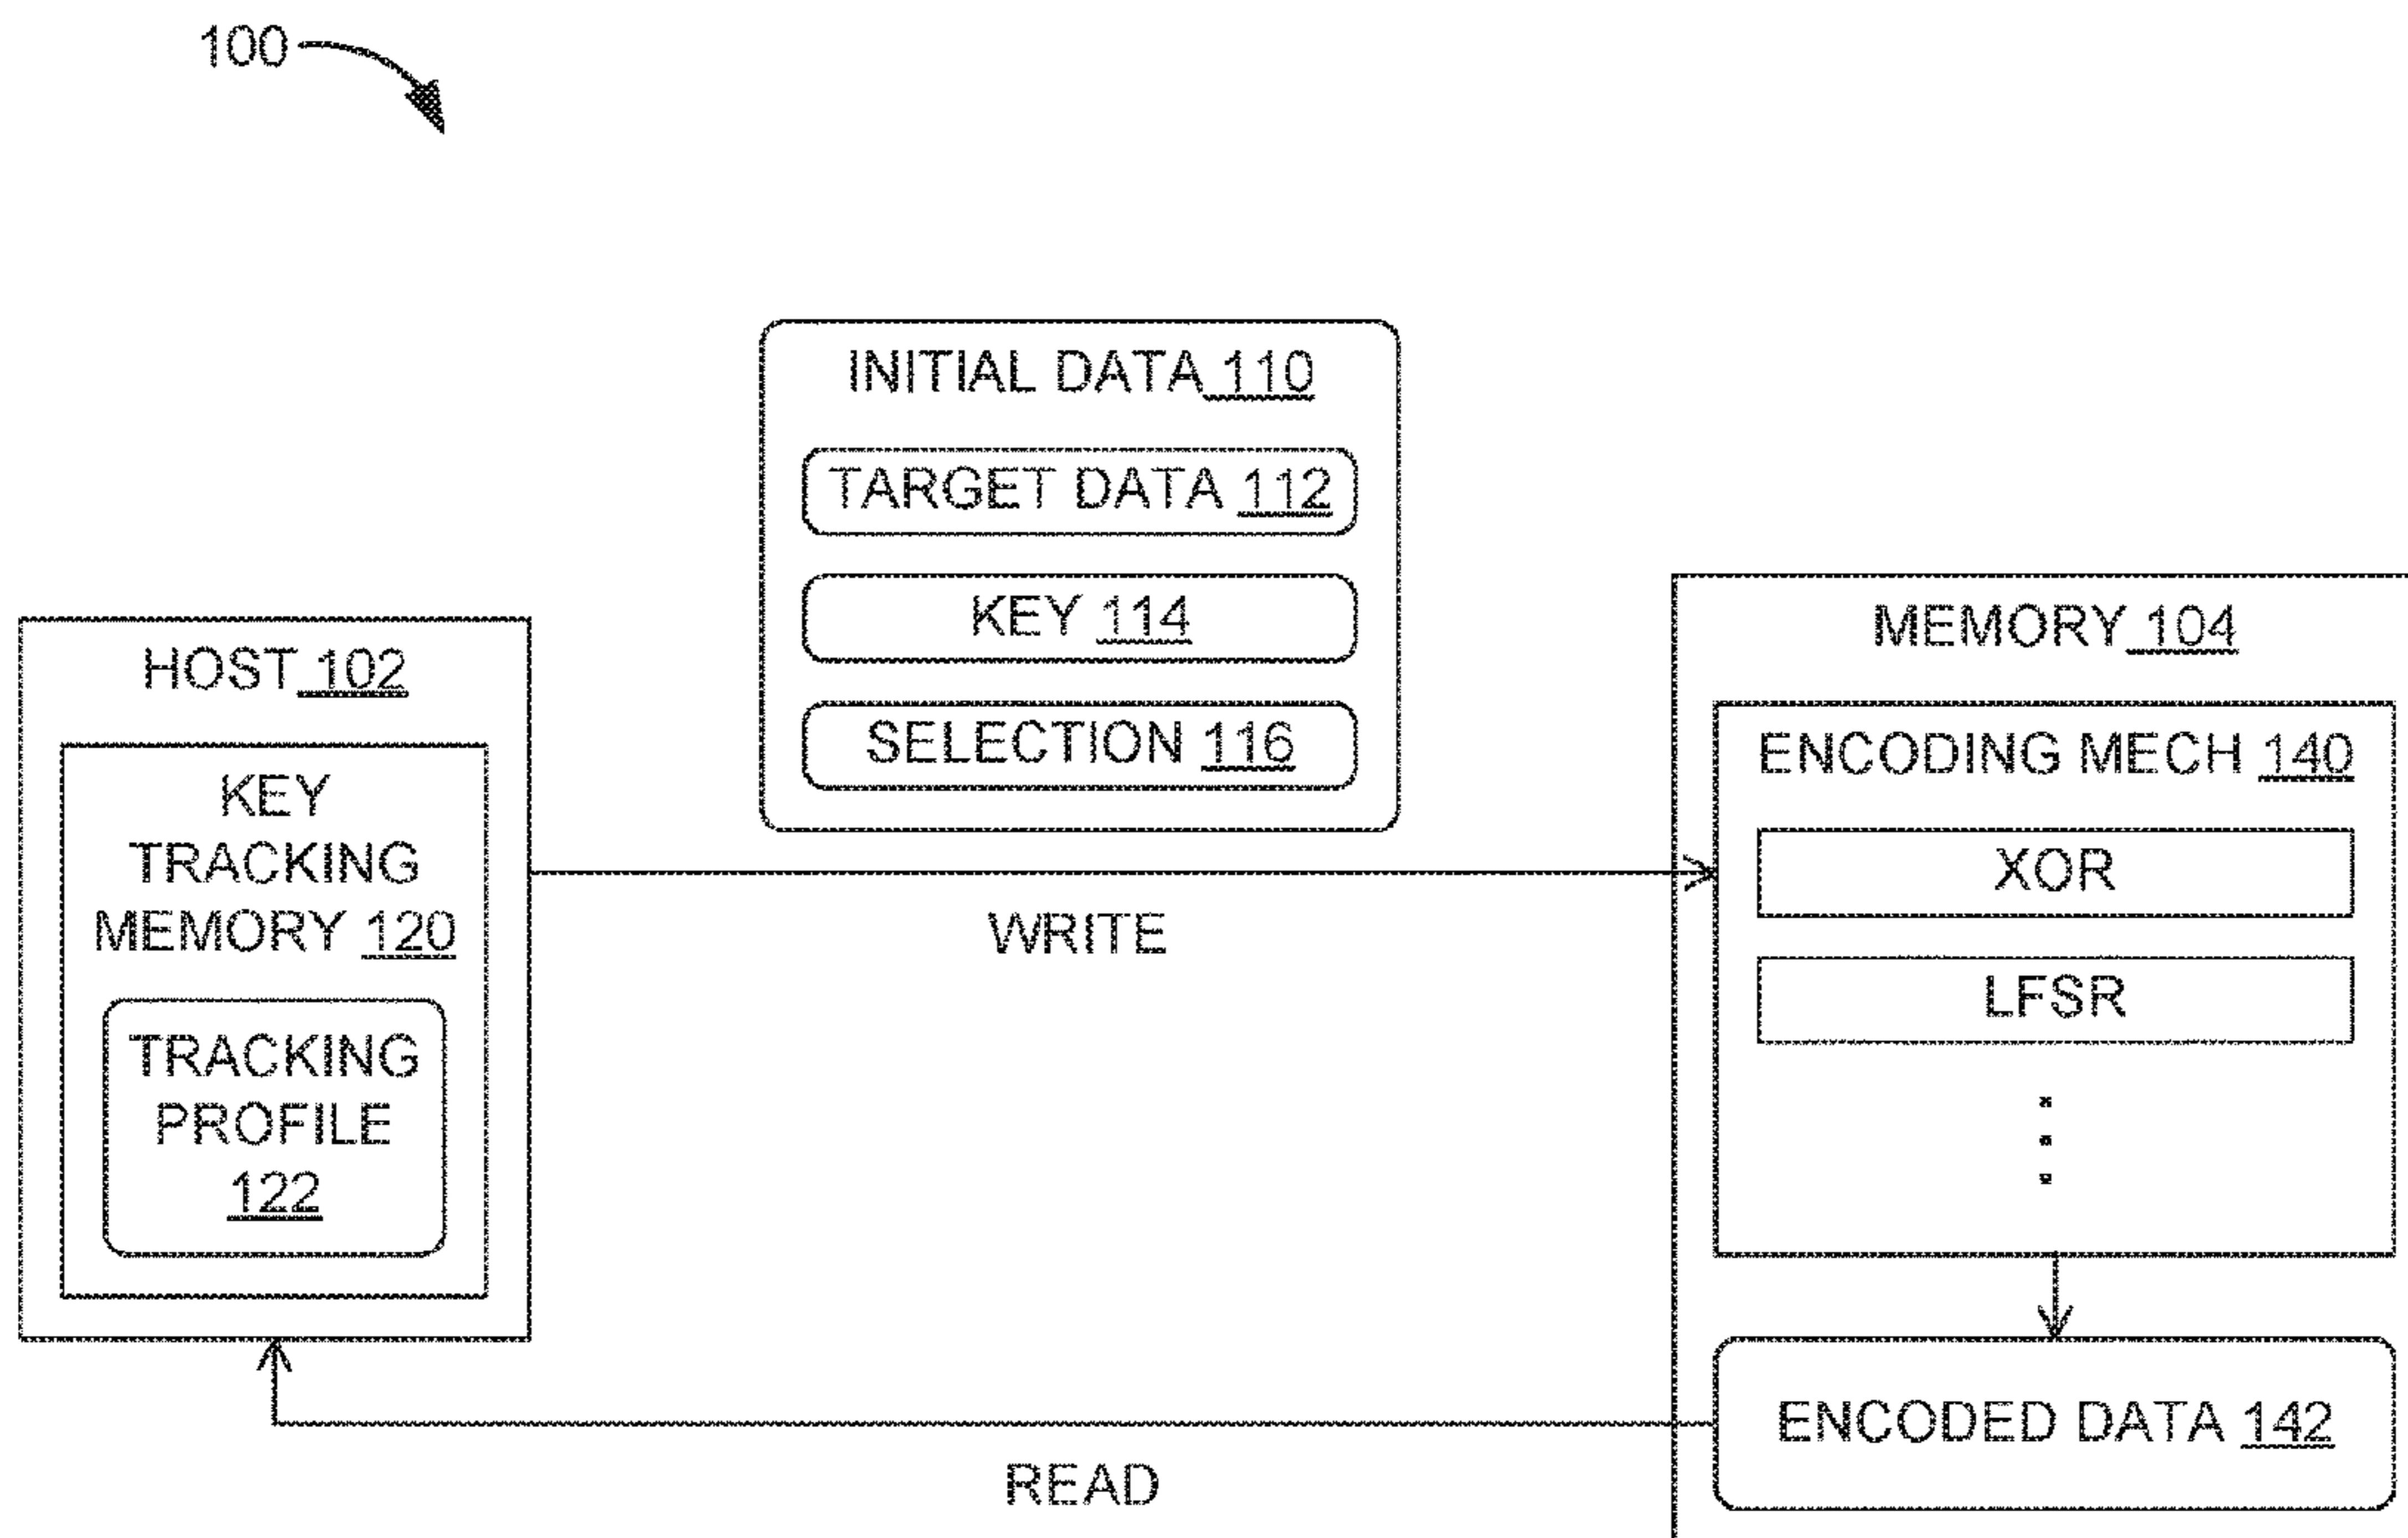 100
INITIAL DATA 110
TARGET DATA 112
KEY 114
SELECTION 116
HOST 102
KEY
TRACKING
MEMORY 120
TRACKING
PROFILE
122
WRITE
READ
MEMORY 104
ENCODING MECH 140
XOR
LFSR
ENCODED DATA 142